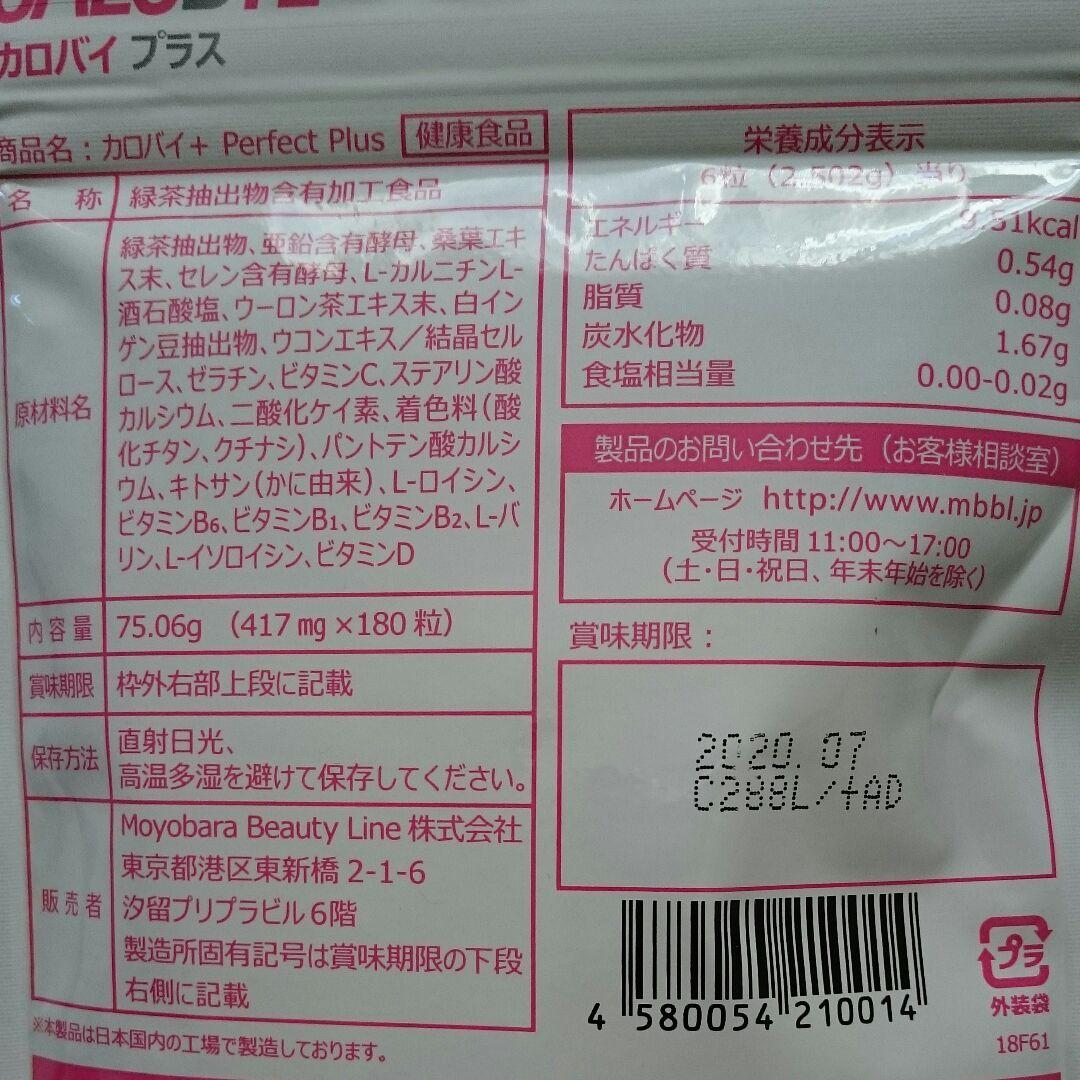 カロバイ プラス
商品名：カロバイ＋ Perfect Plus 健康食品
名 称 緑茶抽出物含有加工食品
原材料名
緑茶抽出物、亜鉛含有酵母、桑葉エキ
ス末、セレン含有酵母、L-カルニチンL-
酒石酸塩、ウーロン茶エキス末、白イン
ゲン豆抽出物、ウコンエキス／結晶セル
ロース、ゼラチン、ビタミンC、ステアリン酸
カルシウム、二酸化ケイ素、着色料（酸
化チタン、クチナシ）、パントテン酸カルシ
ウム、キトサン（かに由来）、L-ロイシン、
ビタミンB6、ビタミンB1、ビタミンB2、L-バ
リン、L-イソロイシン、ビタミンD
内容量 75.06g （417㎎×180粒）
賞味期限 枠外右部上段に記載
保存方法
直射日光、
高温多湿を避けて保存してください。
販売者
Moyobara Beauty Line 株式会社
東京都港区東新橋 2-1-6
汐留プリプラビル 6階
製造所固有記号は賞味期限の下段
右側に記載
※本製品は日本国内の工場で製造しております。
栄養成分表示
6粒（2.502g）当り
エネルギー 9.51kcal
たんぱく質 0.54g
脂質 0.08g
炭水化物 1.67g
食塩相当量 0.00-0.02g
製品のお問い合わせ先（お客様相談室）
ホームページ http://www.mbbl.jp
受付時間 11:00～17:00
（土・日・祝日、年末年始を除く）
賞味期限：
2020.07
C288L/+AD
4 580054 210014
プラ
外装袋
18F61